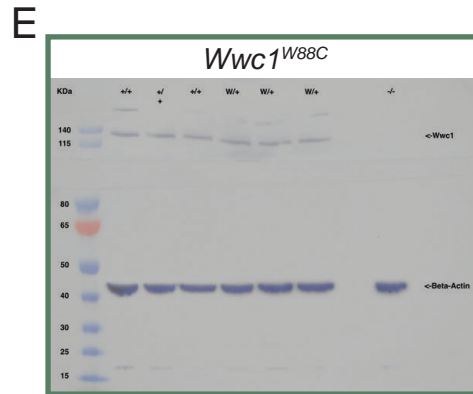 E
Wwc1W88C
KDa +/+ +/ +/+ W/+ W/+ W/+ -/-
+
140
<-Wwc1
115
80
65
50
<-Beta-Actin
40
30
25
15